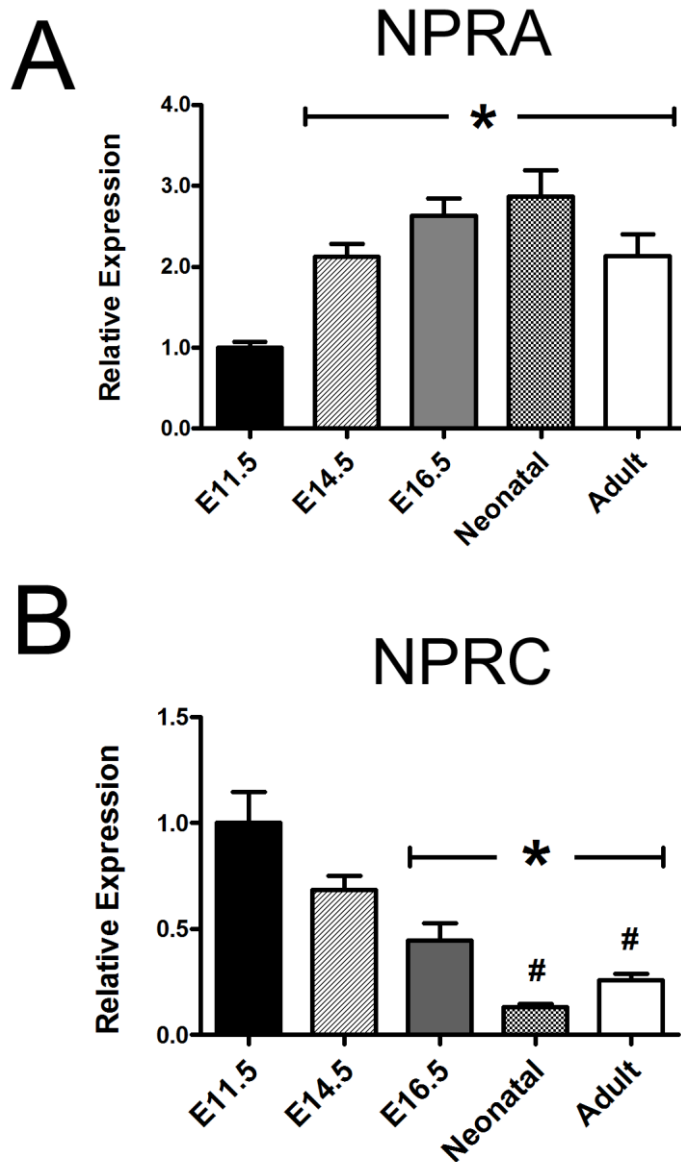 A
NPRA
Relative Expression
4.0
3.0
2.0
1.0
0.0
*
E11.5
E14.5
E16.5
Neonatal
Adult
B
NPRC
Relative Expression
1.5
1.0
0.5
0.0
*
#
#
E11.5
E14.5
E16.5
Neonatal
Adult